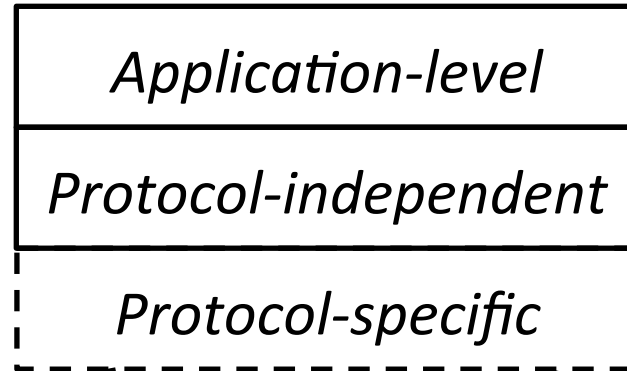 Application-level
Protocol-independent
Protocol-specific